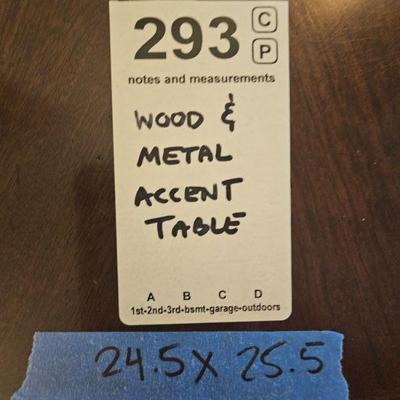 293 C
P
notes and measurements
WOOD &
METAL
ACCENT
TABLE
A B C D
1st-2nd-3rd-bsmt-garage-outdoors
24.5 x 25.5